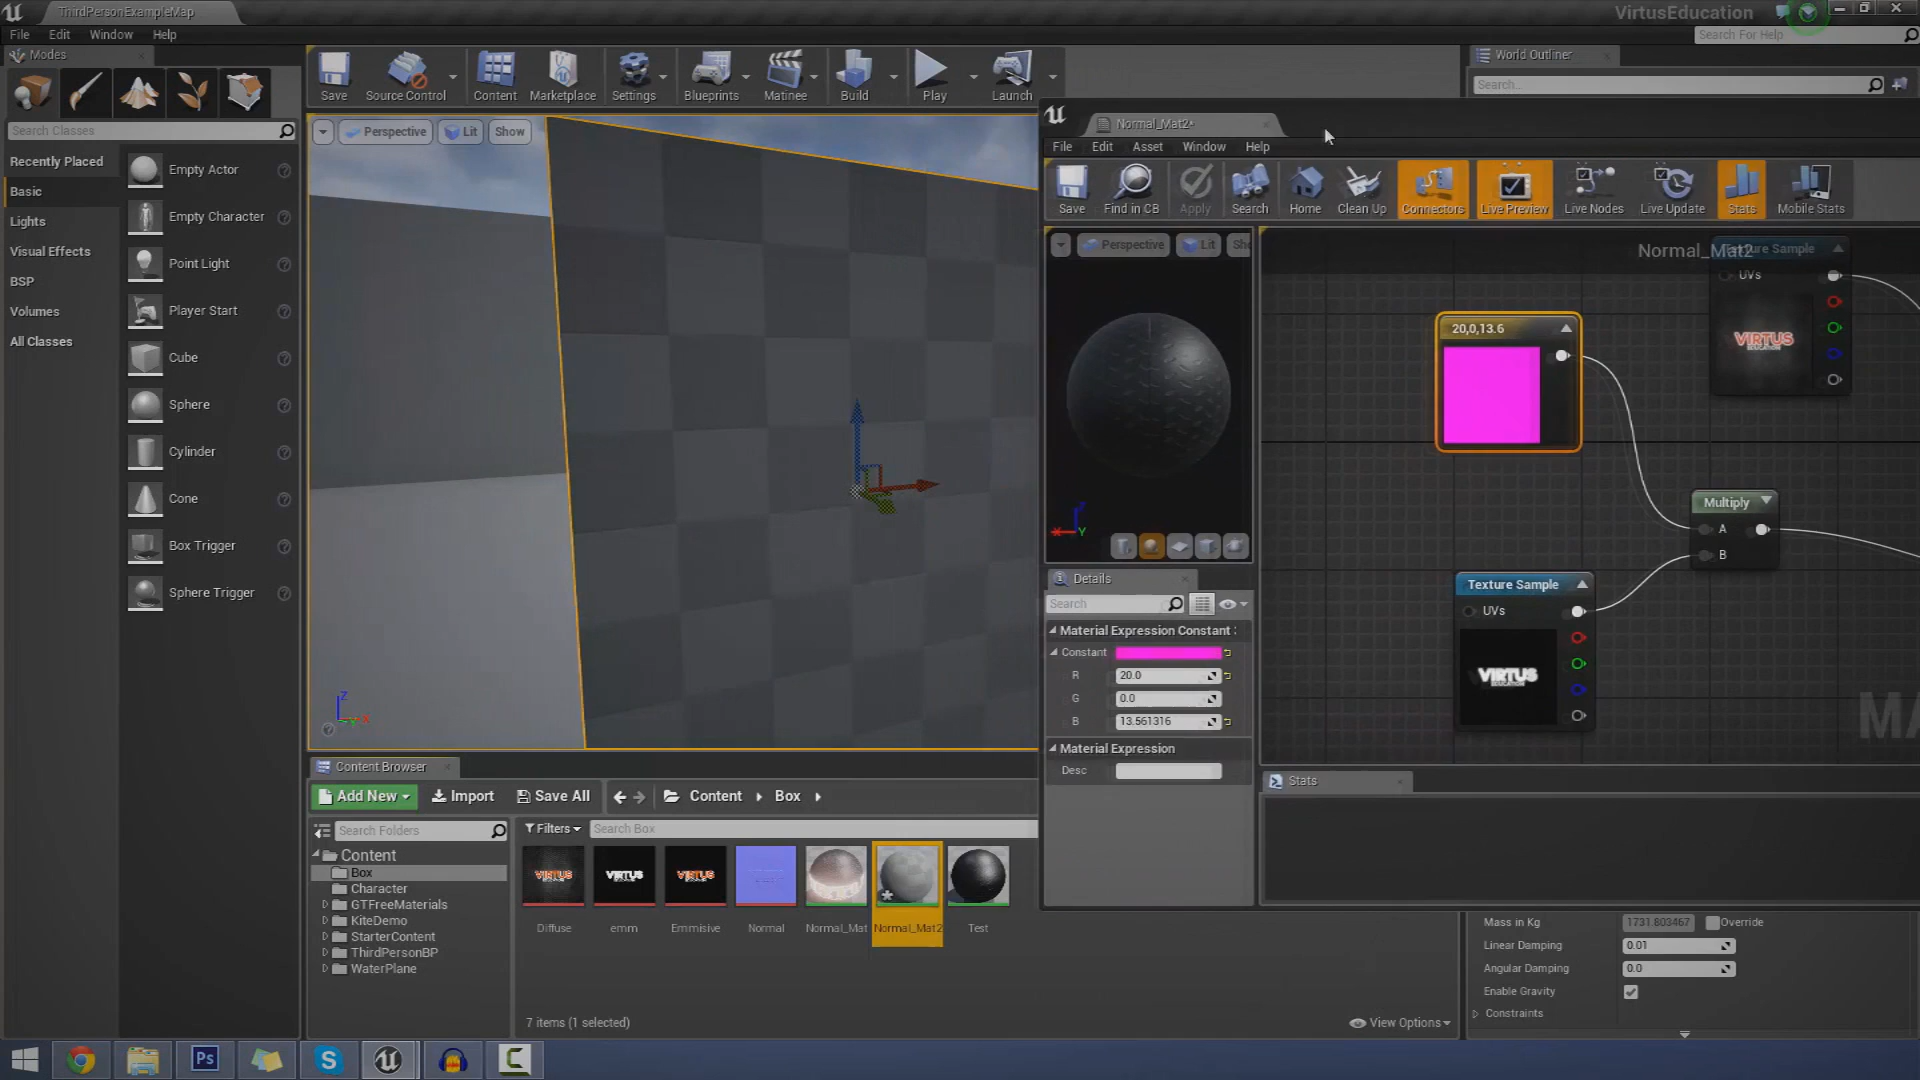 ThirdPersonExampleMap
VirtusEducation
File Edit Window Help
Search For Help
Modes
Save Source Control Content Marketplace Settings Blueprints Matinee Build Play Launch
World Outliner
Search...
Search Classes
Recently Placed
Basic
Lights
Visual Effects
BSP
Volumes
All Classes
Empty Actor
Empty Character
Point Light
Player Start
Cube
Sphere
Cylinder
Cone
Box Trigger
Sphere Trigger
Perspective Lit Show
Z
X
Normal_Mat2*
File Edit Asset Window Help
Save Find in CB Apply Search Home Clean Up Connectors Live Preview Live Nodes Live Update Stats Mobile Stats
Perspective Lit Sho
Normal_Mat2
Texture Sample
UVs
VIRTUS
EDUCATION
20,0,13.6
Multiply
A
B
Texture Sample
UVs
VIRTUS
EDUCATION
MA
X Y
Details
Search
Material Expression Constant
Constant
R 20.0
G 0.0
B 13.561316
Material Expression
Desc
Stats
Content Browser
Add New Import Save All Content Box
Search Folders
Filters Search Box
Content
Box
Character
GTFreeMaterials
KiteDemo
StarterContent
ThirdPersonBP
WaterPlane
VIRTUS VIRTUS VIRTUS
Diffuse emm Emmisive Normal Normal_Mat Normal_Mat2 Test
7 items (1 selected)
View Options
Mass in Kg 1731.803467 Override
Linear Damping 0.01
Angular Damping 0.0
Enable Gravity
Constraints
Ps